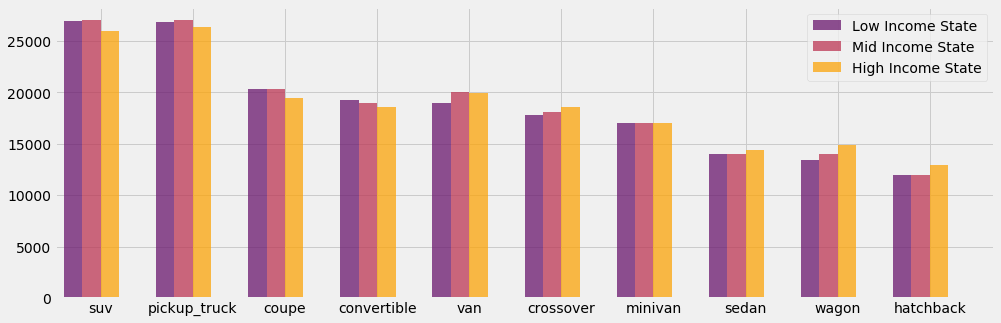 Low Income State
Mid Income State
High Income State
25000
20000
15000
10000
5000
0
suv pickup_truck coupe convertible van crossover minivan sedan wagon hatchback